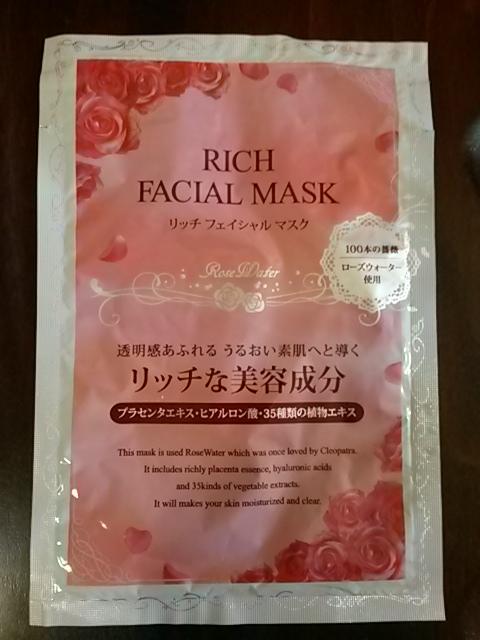 RICH
FACIAL MASK
リッチ フェイシャル マスク
100本の薔薇
ローズウォーター
使用
Rose Water
透明感あふれる うるおい素肌へと導く
リッチな美容成分
プラセンタエキス・ヒアルロン酸・35種類の植物エキス
This mask is used RoseWater which was once loved by Cleopatra.
It includes richly placenta essence, hyaluronic acids
and 35kinds of vegetable extracts.
It will makes your skin moisturized and clear.